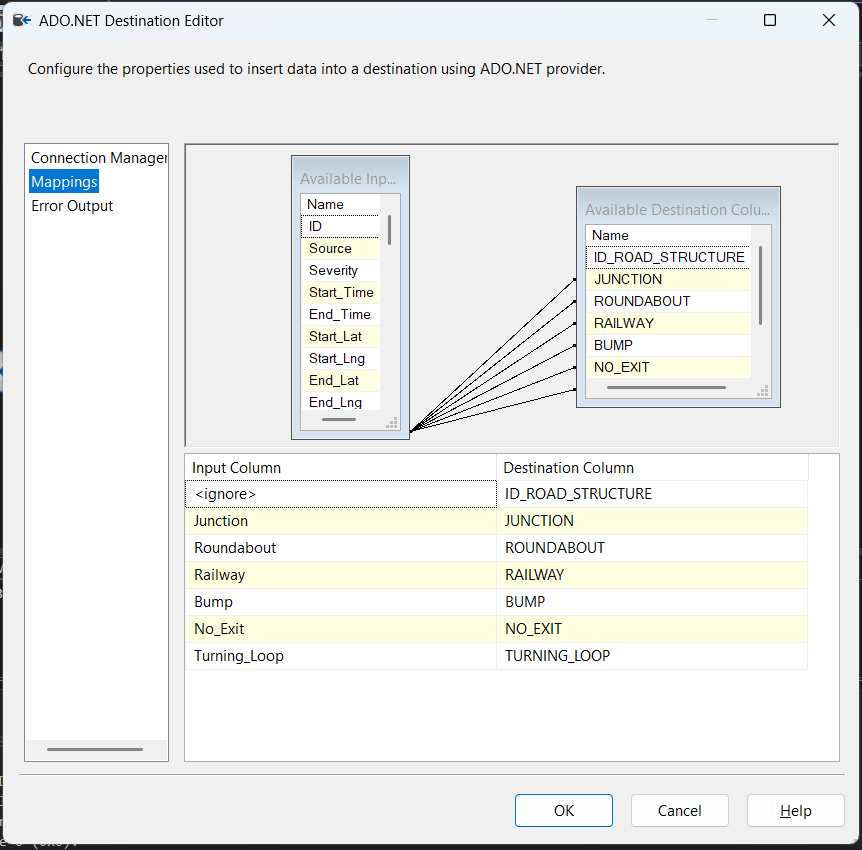 ADO.NET Destination Editor
Configure the properties used to insert data into a destination using ADO.NET provider.
Connection Manager
Mappings
Error Output
Available Inp...
Name
ID
Source
Severity
Start_Time
End_Time
Start_Lat
Start_Lng
End_Lat
End_Lng
Available Destination Colu...
Name
ID_ROAD_STRUCTURE
JUNCTION
ROUNDABOUT
RAILWAY
BUMP
NO_EXIT
Input Column Destination Column
<ignore> ID_ROAD_STRUCTURE
Junction JUNCTION
Roundabout ROUNDABOUT
Railway RAILWAY
Bump BUMP
No_Exit NO_EXIT
Turning_Loop TURNING_LOOP
OK Cancel Help